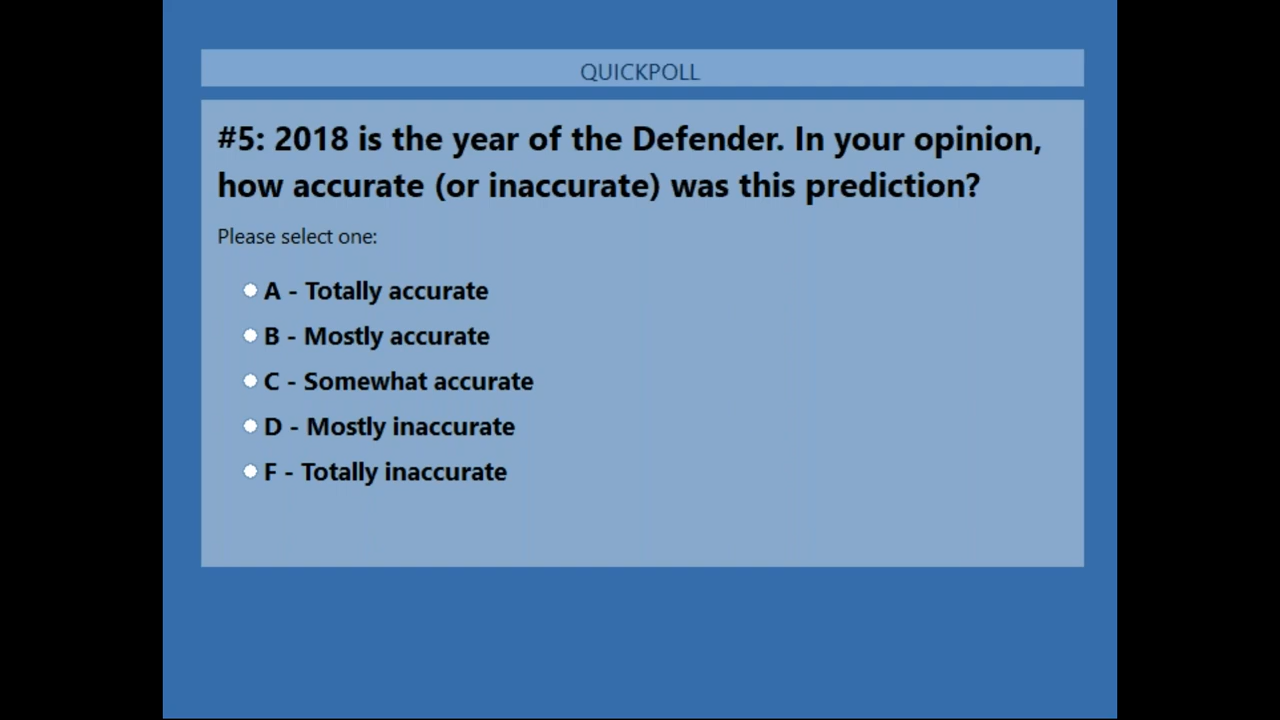 QUICKPOLL
#5: 2018 is the year of the Defender. In your opinion,
how accurate (or inaccurate) was this prediction?
Please select one:
A - Totally accurate
B - Mostly accurate
C - Somewhat accurate
D - Mostly inaccurate
F - Totally inaccurate